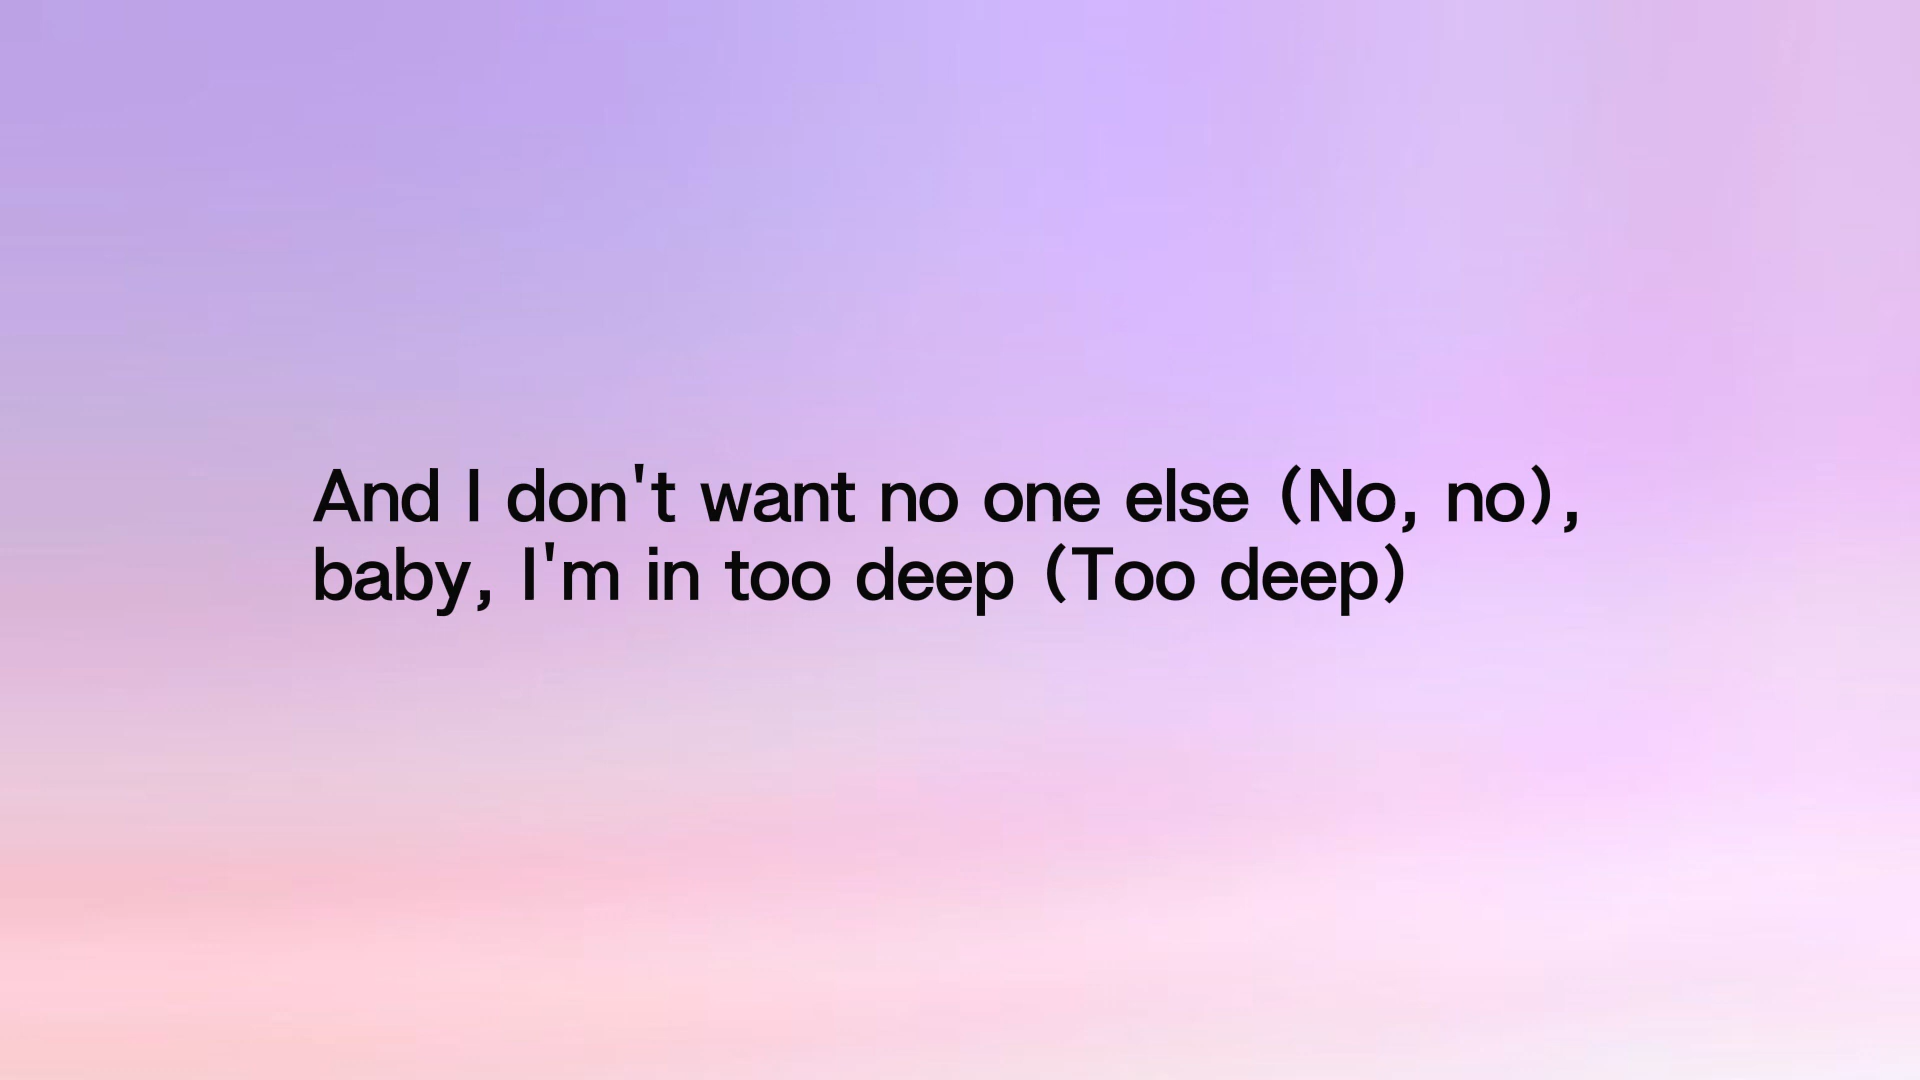 And I don't want no one else (No, no),
baby, I'm in too deep (Too deep)